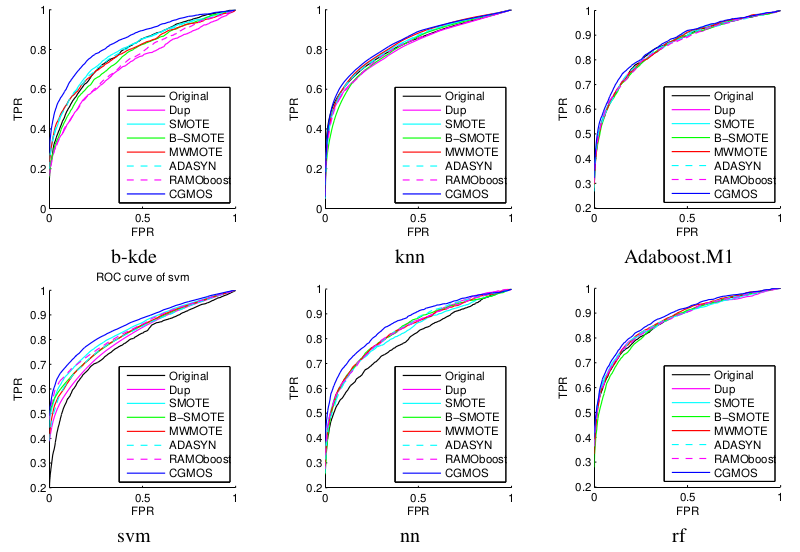 1
0.8
0.6
0.4
0.2
0
TPR
0
0.5
1
FPR
Original
Dup
SMOTE
B-SMOTE
MWMOTE
ADASYN
RAMOboost
CGMOS
b-kde
1
0.8
0.6
0.4
0.2
0
TPR
0
0.5
1
FPR
Original
Dup
SMOTE
B-SMOTE
MWMOTE
ADASYN
RAMOboost
CGMOS
knn
1
0.8
0.6
0.4
0.2
TPR
0
0.5
1
FPR
Original
Dup
SMOTE
B-SMOTE
MWMOTE
ADASYN
RAMOboost
CGMOS
Adaboost.M1
ROC curve of svm
1
0.9
0.8
0.7
0.6
0.5
0.4
0.3
0.2
TPR
0
0.5
1
FPR
Original
Dup
SMOTE
B-SMOTE
MWMOTE
ADASYN
RAMOboost
CGMOS
svm
1
0.9
0.8
0.7
0.6
0.5
0.4
0.3
0.2
TPR
0
0.5
1
FPR
Original
Dup
SMOTE
B-SMOTE
MWMOTE
ADASYN
RAMOboost
CGMOS
nn
1
0.9
0.8
0.7
0.6
0.5
0.4
0.3
0.2
TPR
0
0.5
1
FPR
Original
Dup
SMOTE
B-SMOTE
MWMOTE
ADASYN
RAMOboost
CGMOS
rf